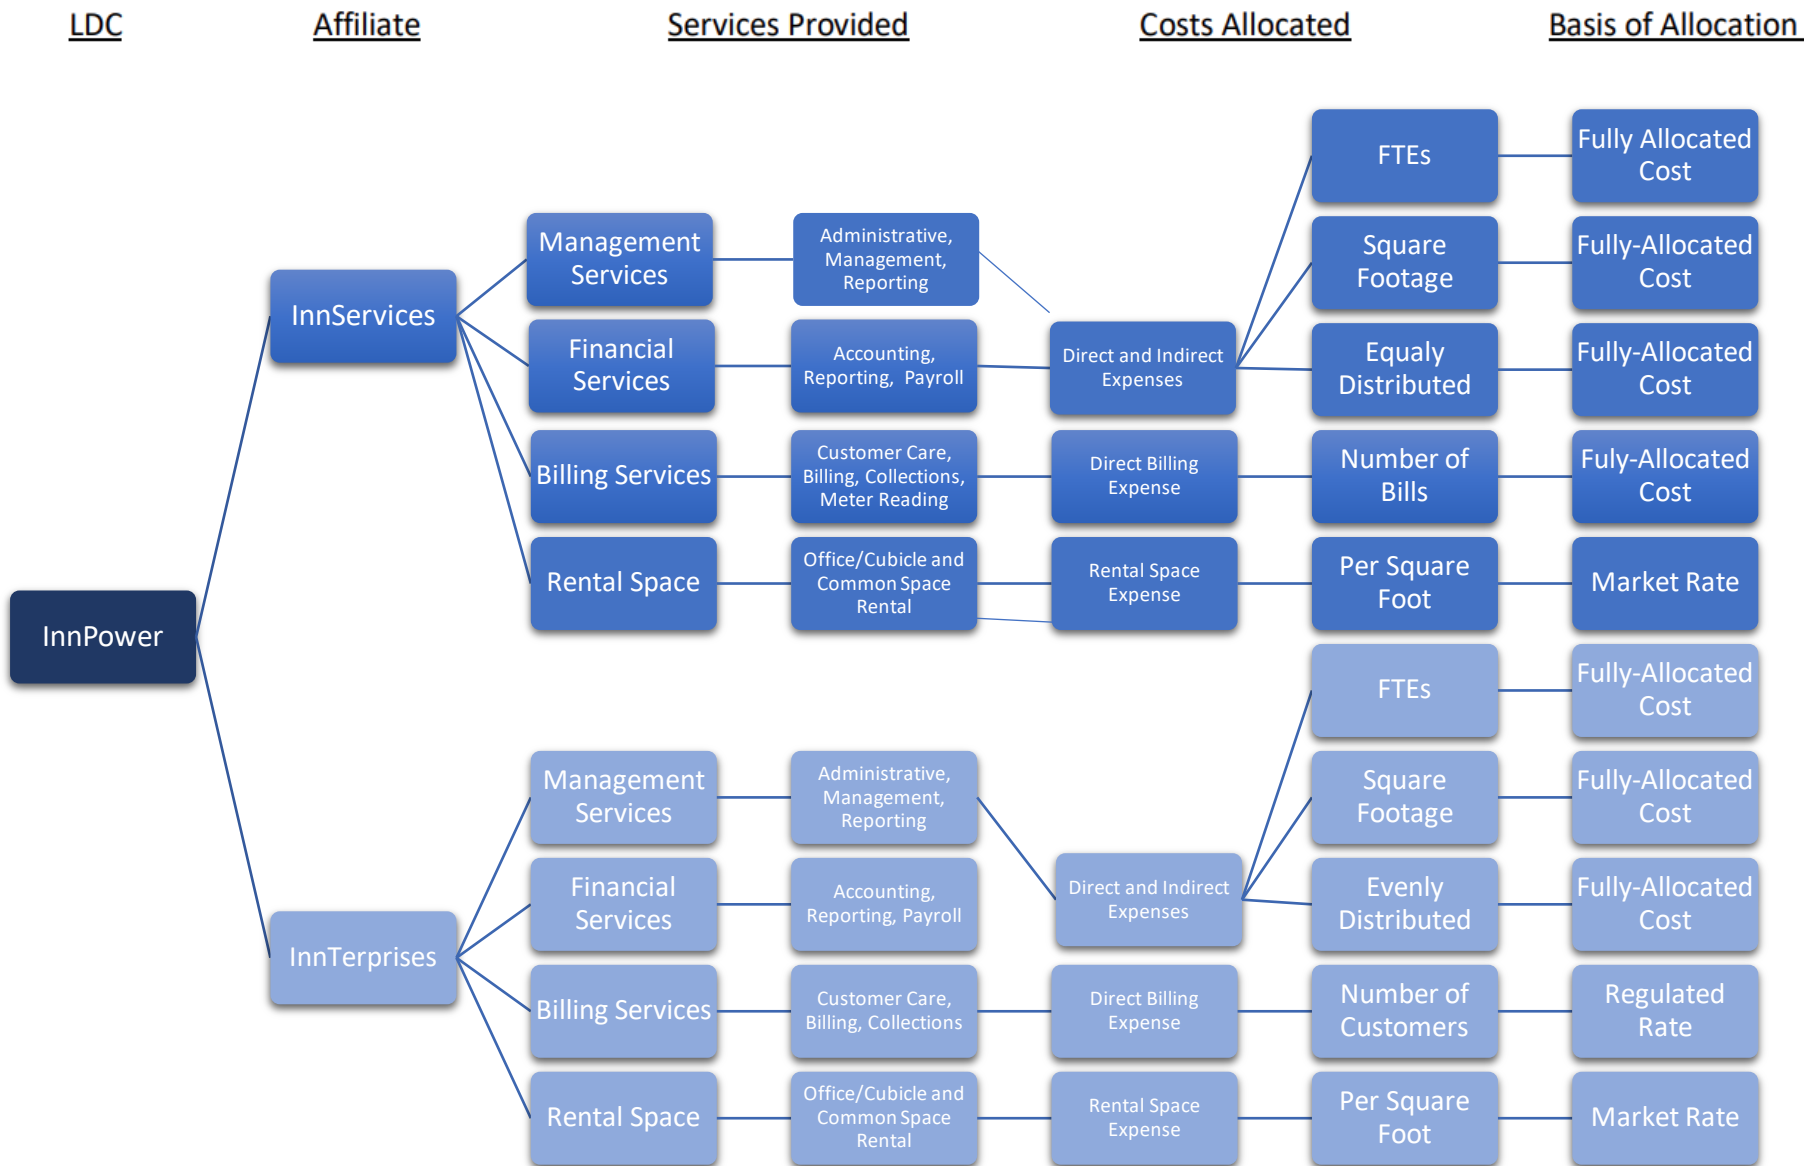 LDC
Affiliate
Services Provided
Costs Allocated
Basis of Allocation
InnPower
InnServices
Management
Services
Administrative,
Management,
Reporting
Financial
Services
Accounting,
Reporting, Payroll
Direct and Indirect
Expenses
FTEs
Fully Allocated
Cost
Square
Footage
Fully-Allocated
Cost
Equaly
Distributed
Fully-Allocated
Cost
Billing Services
Customer Care,
Billing, Collections,
Meter Reading
Direct Billing
Expense
Number of
Bills
Fuly-Allocated
Cost
Rental Space
Office/Cubicle and
Common Space
Rental
Rental Space
Expense
Per Square
Foot
Market Rate
InnTerprises
Management
Services
Administrative,
Management,
Reporting
Financial
Services
Accounting,
Reporting, Payroll
Direct and Indirect
Expenses
FTEs
Fully-Allocated
Cost
Square
Footage
Fully-Allocated
Cost
Evenly
Distributed
Fully-Allocated
Cost
Billing Services
Customer Care,
Billing, Collections
Direct Billing
Expense
Number of
Customers
Regulated
Rate
Rental Space
Office/Cubicle and
Common Space
Rental
Rental Space
Expense
Per Square
Foot
Market Rate